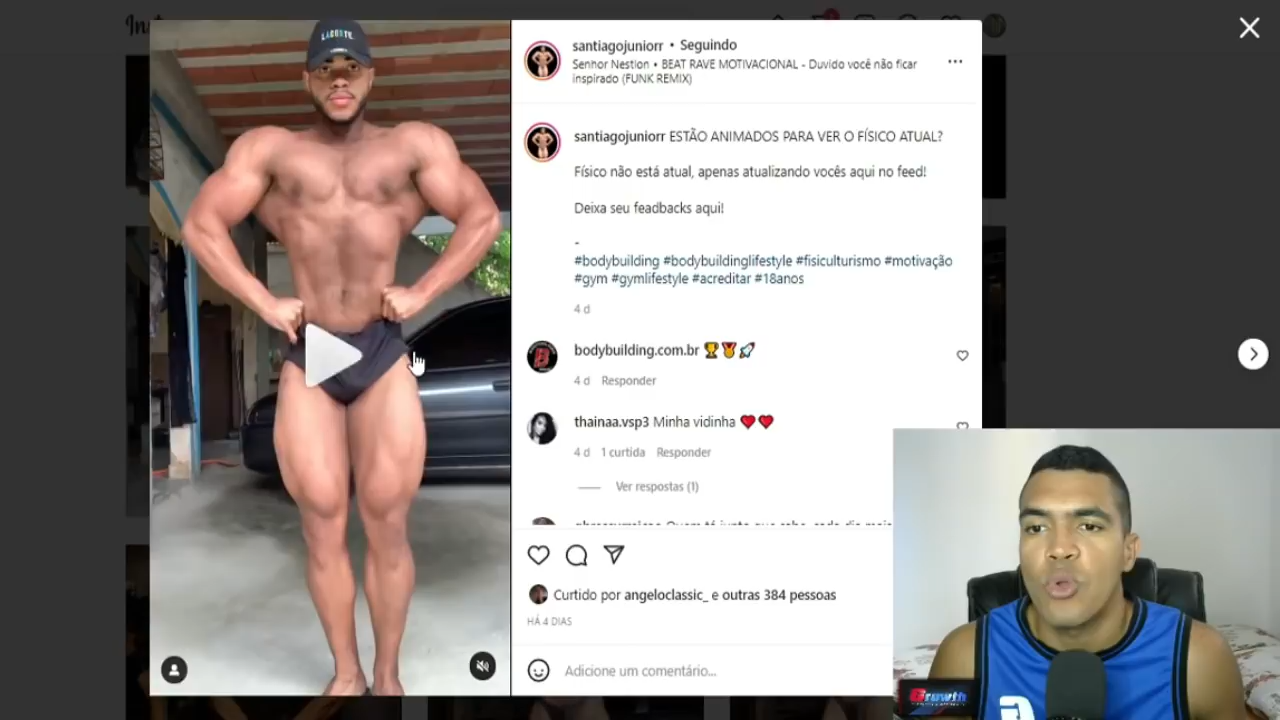 Inst
LACOSTE
santiagojuniorr • Seguindo
Senhor Nestion • BEAT RAVE MOTIVACIONAL - Duvido você não ficar
inspirado (FUNK REMIX)
santiagojuniorr ESTÃO ANIMADOS PARA VER O FÍSICO ATUAL?
Físico não está atual, apenas atualizando vocês aqui no feed!
Deixa seu feadbacks aqui!
-
#bodybuilding #bodybuildinglifestyle #fisiculturismo #motivação
#gym #gymlifestyle #acreditar #18anos
4 d
bodybuilding.com.br 🏆🏅🚀
4 d Responder
thainaa.vsp3 Minha vidinha ❤️❤️
4 d 1 curtida Responder
Ver respostas (1)
Curtido por angeloclassic_ e outras 384 pessoas
HÁ 4 DIAS
Adicione um comentário...
Growth